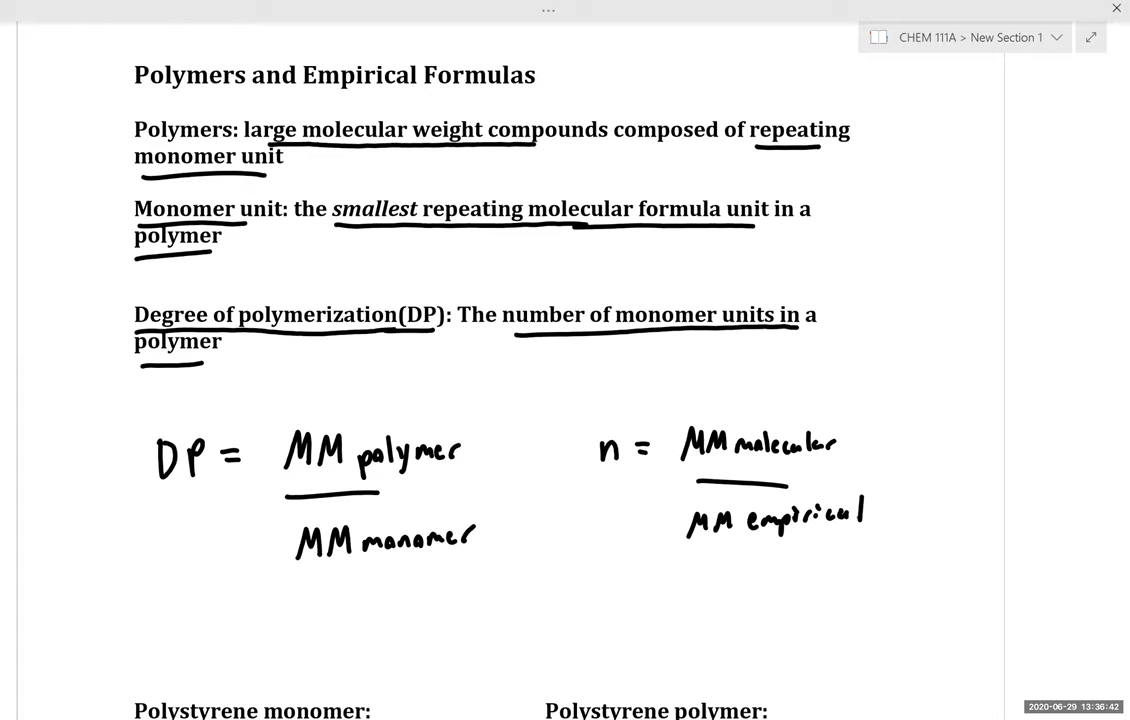 ...
CHEM 111A > New Section 1
Polymers and Empirical Formulas
Polymers: large molecular weight compounds composed of repeating
monomer unit
Monomer unit: the smallest repeating molecular formula unit in a
polymer
Degree of polymerization(DP): The number of monomer units in a
polymer
DP = MM polymer
MM monomer
n = MM molecular
MM empirical
Polystyrene monomer: Polystyrene polymer:
2020-06-29 13:36:42